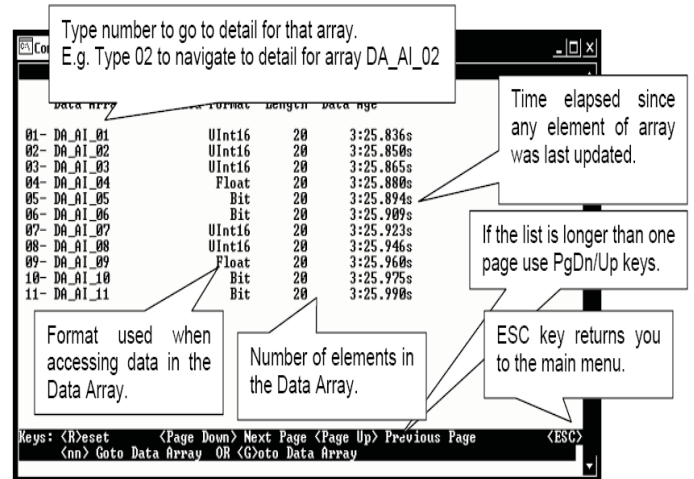 Type number to go to detail for that array.
E.g. Type 02 to navigate to detail for array DA_AI_02
Length Data Age
01- DA_AI_01 UInt16 20 3:25.836s
02- DA_AI_02 UInt16 20 3:25.850s
03- DA_AI_03 UInt16 20 3:25.865s
04- DA_AI_04 Float 20 3:25.880s
05- DA_AI_05 Bit 20 3:25.894s
06- DA_AI_06 Bit 20 3:25.909s
07- DA_AI_07 UInt16 20 3:25.923s
08- DA_AI_08 UInt16 20 3:25.946s
09- DA_AI_09 Float 20 3:25.960s
10- DA_AI_10 Bit 20 3:25.975s
11- DA_AI_11 Bit 20 3:25.990s
Time elapsed since
any element of array
was last updated.
If the list is longer than one
page use PgDn/Up keys.
Format used when
accessing data in the
Data Array.
Number of elements in
the Data Array.
ESC key returns you
to the main menu.
Keys: <R>eset <Page Down> Next Page <Page Up> Previous Page <ESC>
<nn> Goto Data Array OR <G>oto Data Array